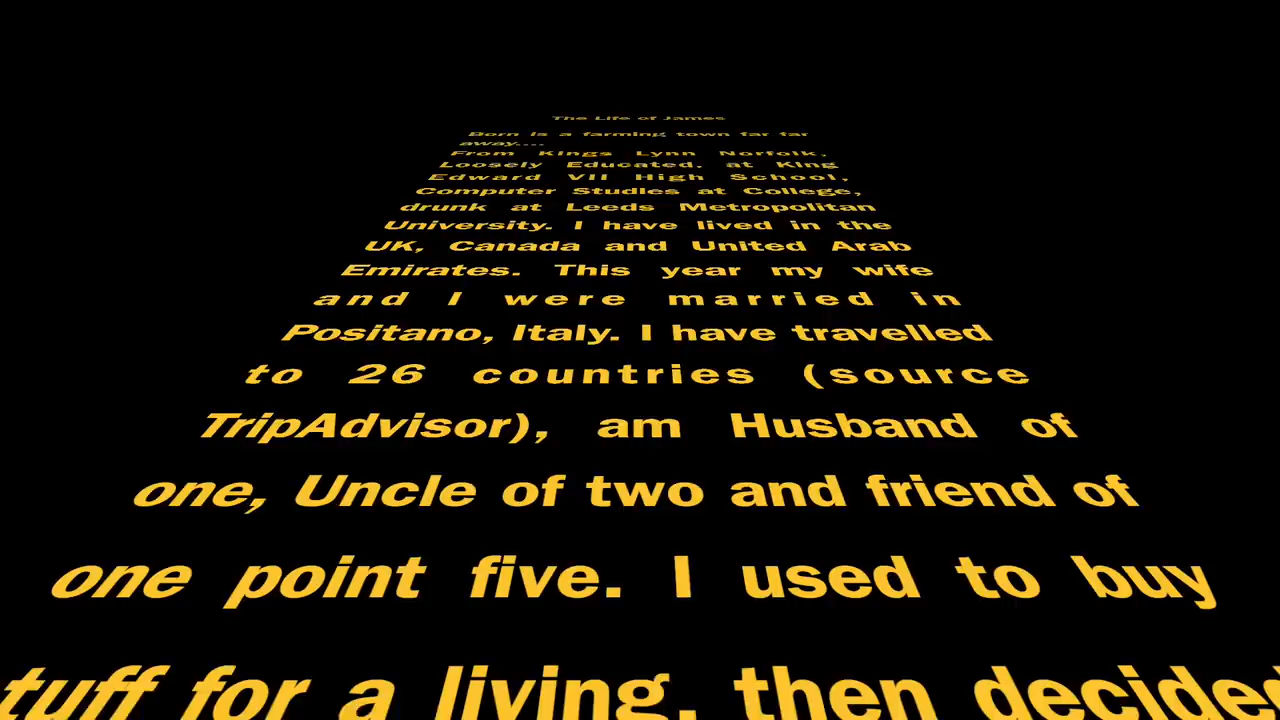 The Life of James
Born is a farming town far far
away....
From Kings Lynn Norfolk,
Loosely Educated, at King
Edward VII High School,
Computer Studies at College,
drunk at Leeds Metropolitan
University. I have lived in the
UK, Canada and United Arab
Emirates. This year my wife
and I were married in
Positano, Italy. I have travelled
to 26 countries (source
TripAdvisor), am Husband of
one, Uncle of two and friend of
one point five. I used to buy
tuff for a living, then decided